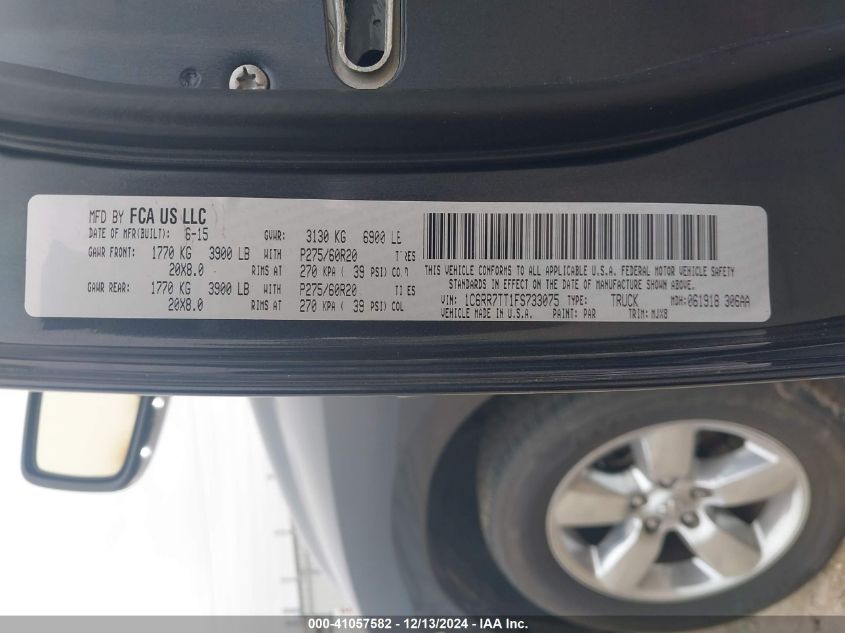 MFD BY FCA US LLC
DATE OF MFR(BUILT): 6-15 GVWR: 3130 KG 6900 LB
GAWR FRONT: 1770 KG 3900 LB WITH P275/60R20 TIRES
20X8.0 RIMS AT 270 KPA ( 39 PSI) COLD
GAWR REAR: 1770 KG 3900 LB WITH P275/60R20 TIRES
20X8.0 RIMS AT 270 KPA ( 39 PSI) COL
THIS VEHICLE CONFORMS TO ALL APPLICABLE U.S.A. FEDERAL MOTOR VEHICLE SAFETY
STANDARDS IN EFFECT ON THE DATE OF MANUFACTURE SHOWN ABOVE.
VIN: 1C6RR7TT1FS733075 TYPE: TRUCK MDH: 061918 306AA
VEHICLE MADE IN U.S.A. PAINT: PAR TRIM: MJX8
000-41057582 - 12/13/2024 - IAA Inc.